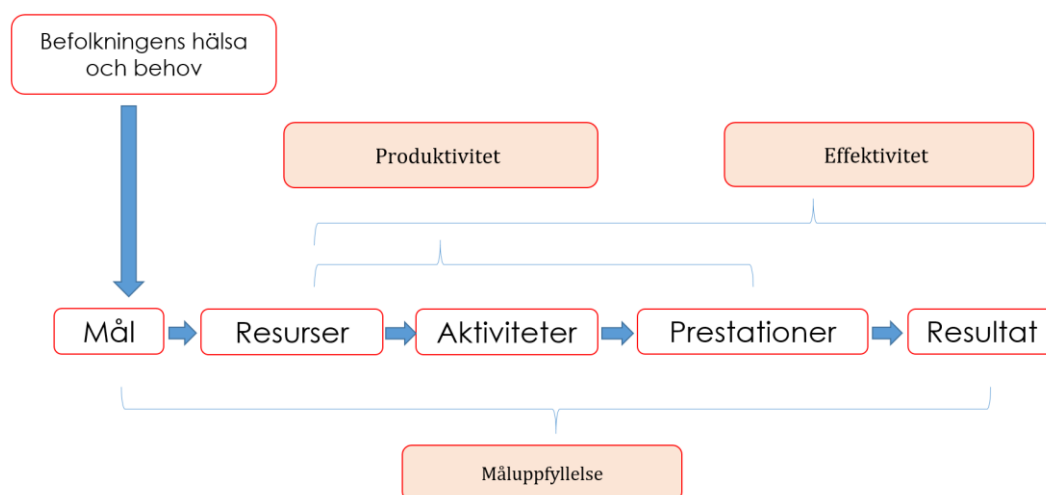 Befolkningens hälsa
och behov
Produktivitet
Effektivitet
Mål
Resurser
Aktiviteter
Prestationer
Resultat
Måluppfyllelse